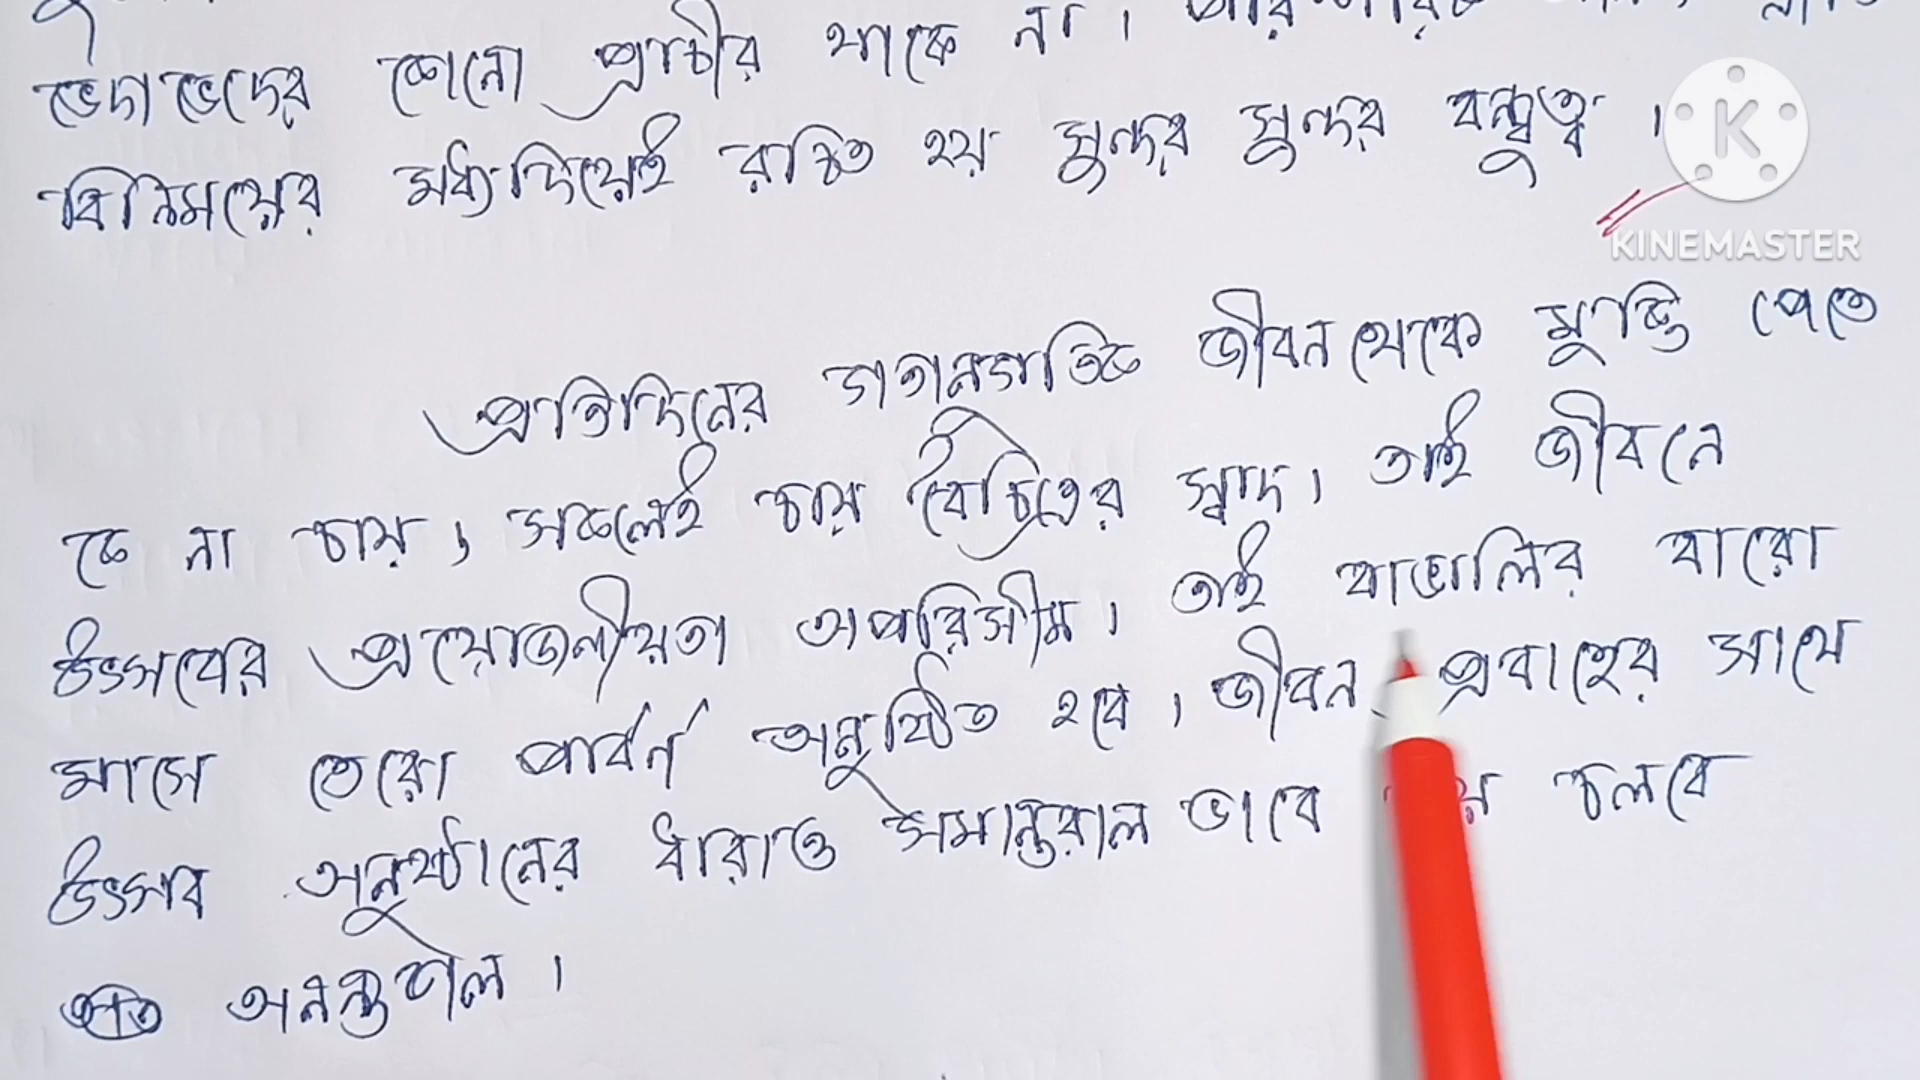 ভেদাভেদের কোনো প্রাচীর থাকে না।
বিনিময়ের মধ্যদিয়েই রচিত হয় সুন্দর সুন্দর বন্ধুত্ব।
K
KINEMASTER
প্রতিদিনের গতানুগতিক জীবন থেকে মুক্তি পেতে
কে না চায়, সকলেই চায় বৈচিত্রের স্বাদ। তাই জীবনে
উৎসবের প্রয়োজনীয়তা অপরিসীম। তাই বাঙালির বারো
মাসে তেরো পার্বণ অনুষ্ঠিত হবে। জীবন প্রবাহের সাথে
উৎসব অনুষ্ঠানের ধারাও সমান্তরাল ভাবে চলবে
অনন্তকাল।